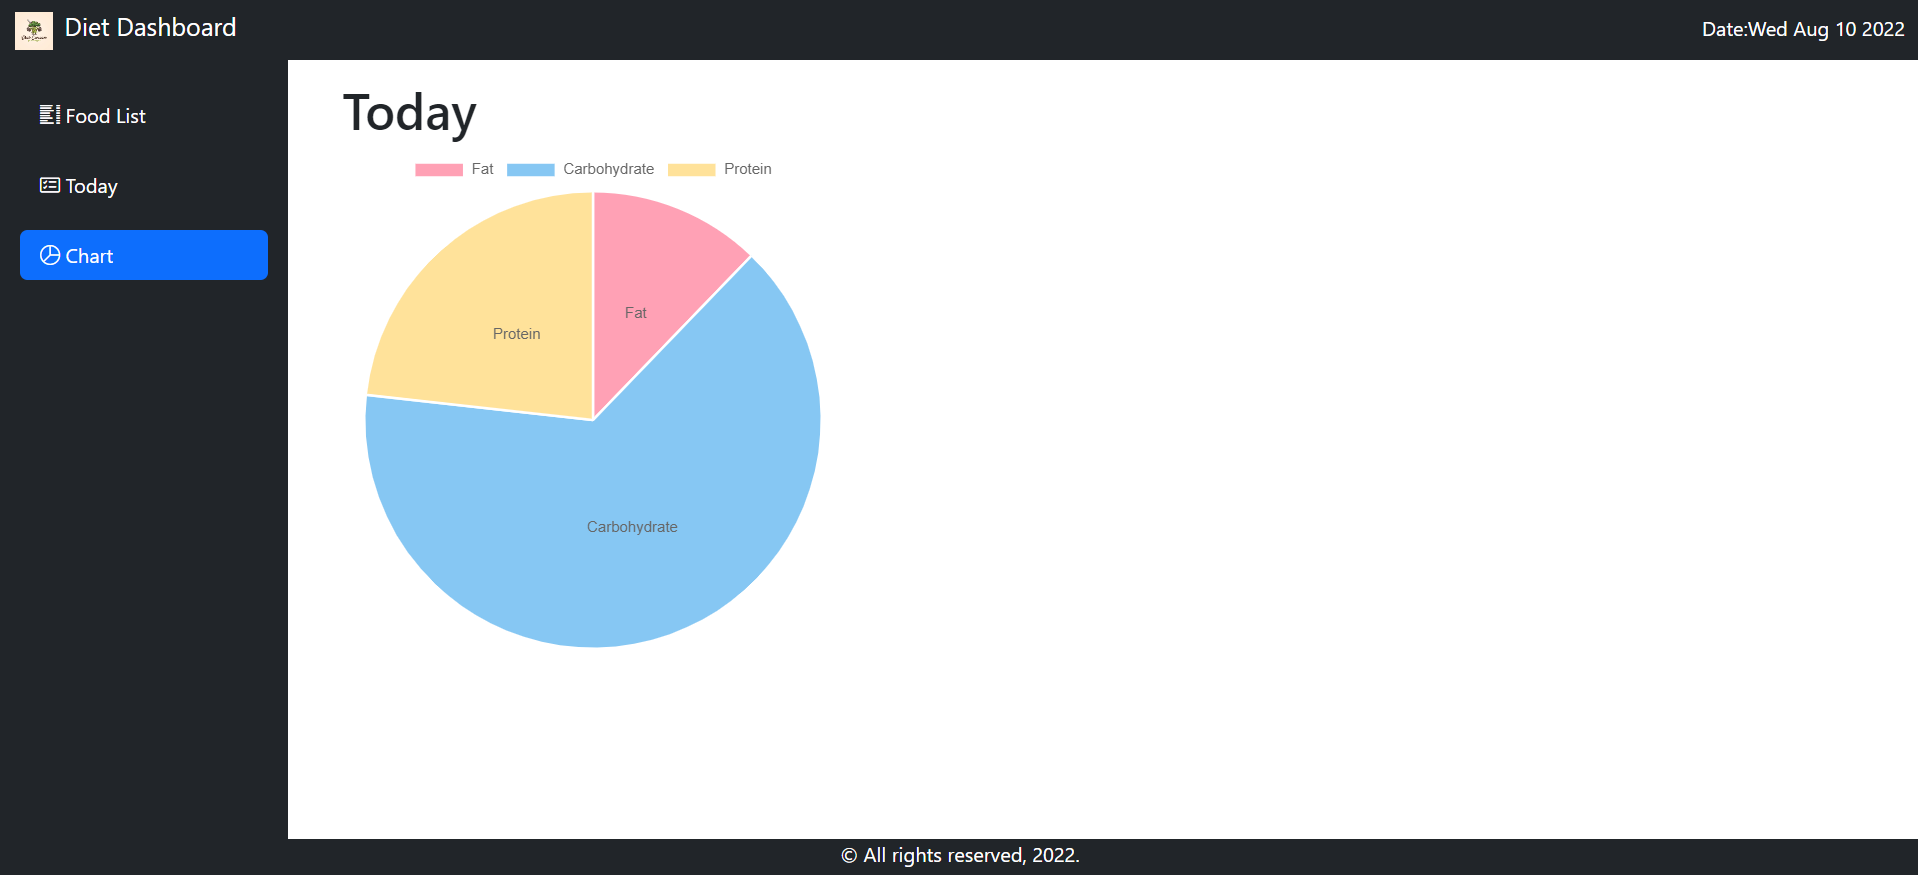 Diet Dashboard
Date:Wed Aug 10 2022
Food List
Today
Chart
Today
Fat
Carbohydrate
Protein
Fat
Protein
Carbohydrate
© All rights reserved, 2022.